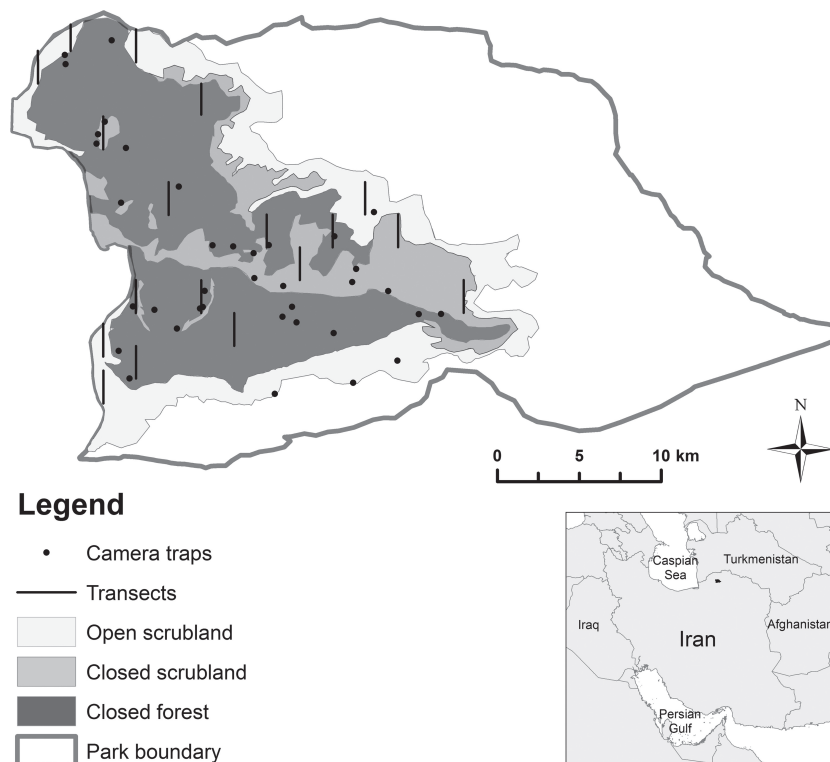 N
0 5 10 km
Legend
Camera traps
Transects
Open scrubland
Closed scrubland
Closed forest
Park boundary
Caspian
Sea
Turkmenistan
Iraq
Iran
Afghanistan
Persian
Gulf